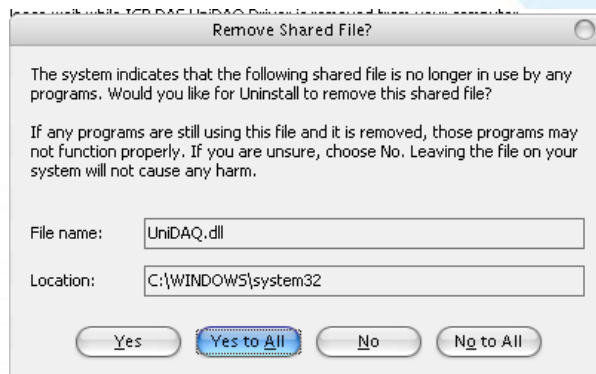 Remove Shared File?
The system indicates that the following shared file is no longer in use by any
programs. Would you like for Uninstall to remove this shared file?
If any programs are still using this file and it is removed, those programs may
not function properly. If you are unsure, choose No. Leaving the file on your
system will not cause any harm.
File name: UniDAQ.dll
Location: C:\WINDOWS\system32
Yes Yes to All No No to All